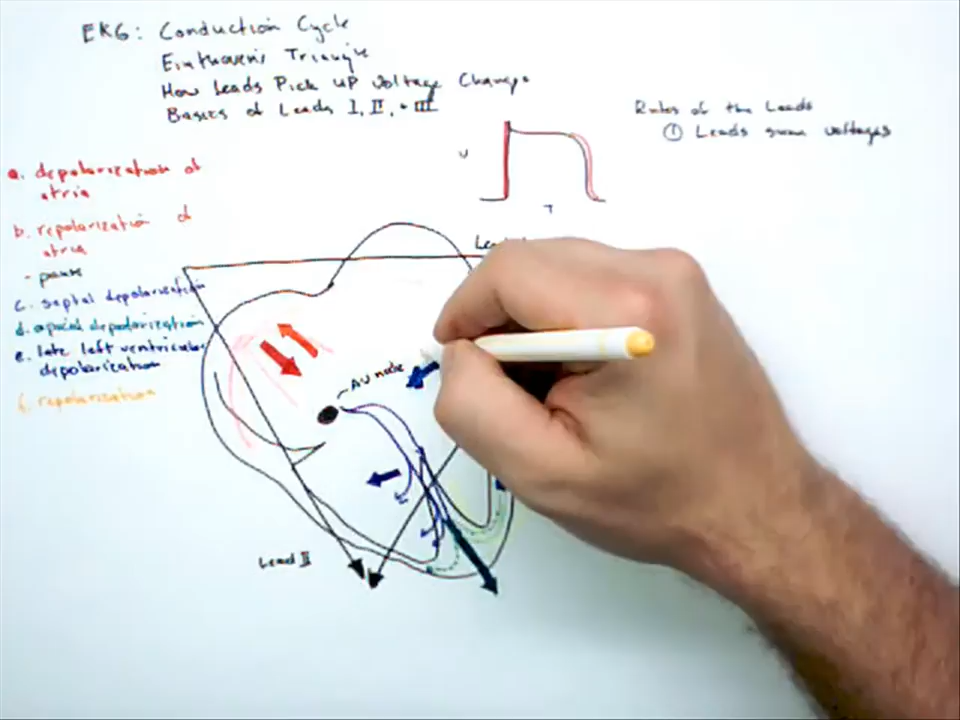 EKG: Conduction Cycle
Einthoven's Triangle
How Leads Pick UP Voltage Change
Basics of Leads I, II, + III
Rules of the Leads
① Leads sum voltages
V
T
a. depolarization of
atria
b. repolarization of
atria
- pause
c. septal depolarization
d. apical depolarization
e. late left ventricular
depolarization
f. repolarization
Lead
AV node
Lead II